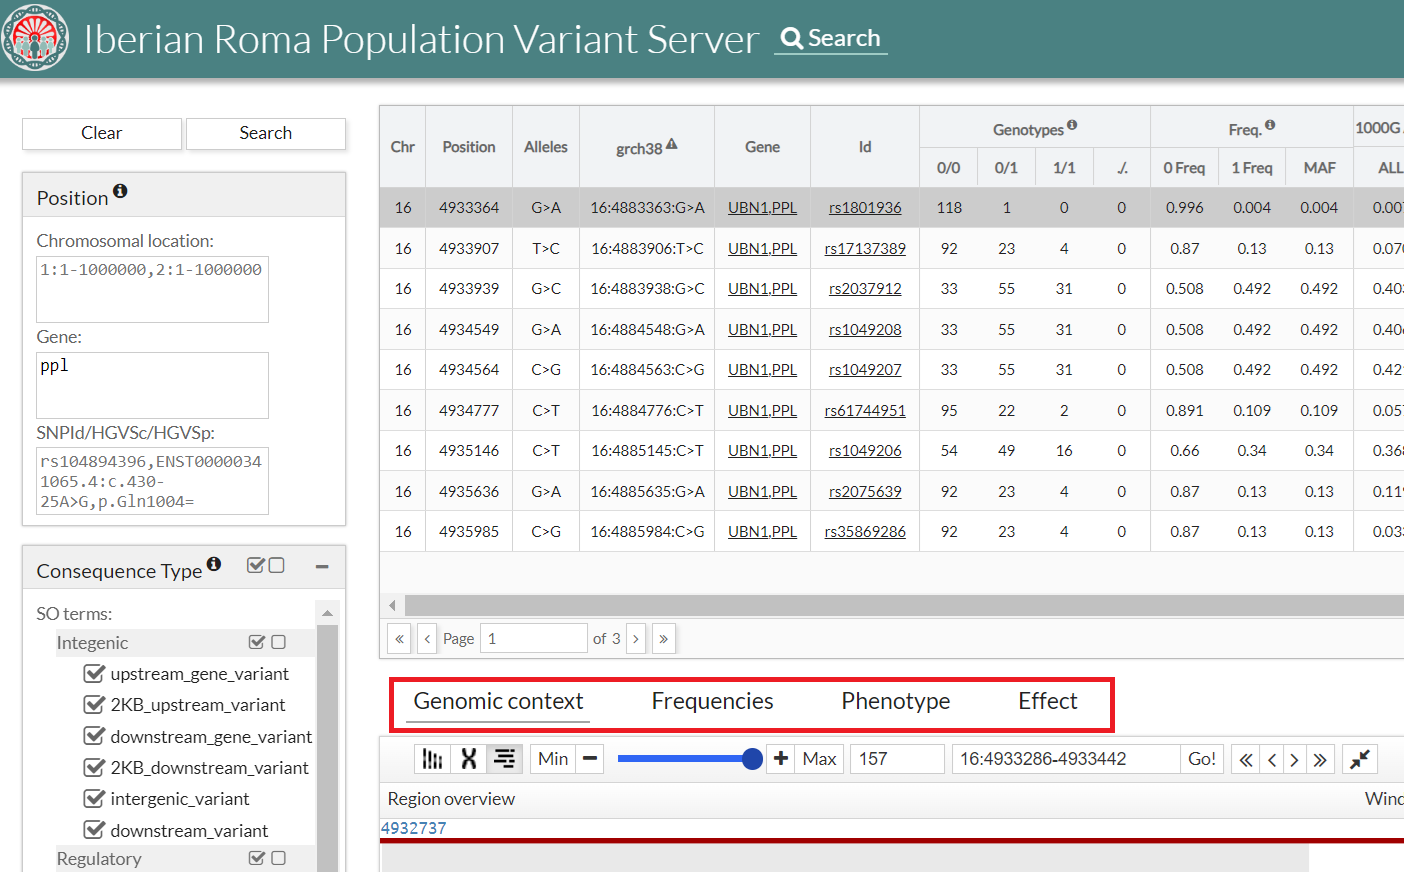 Iberian Roma Population Variant Server Search
Clear Search
Position
Chromosomal location:
1:1-1000000,2:1-1000000
Gene:
ppl
SNPId/HGVSc/HGVSp:
rs104894396,ENST0000034
1065.4:c.430-
25A>G,p.Gln1004=
Consequence Type
SO terms:
Integenic
upstream_gene_variant
2KB_upstream_variant
downstream_gene_variant
2KB_downstream_variant
intergenic_variant
downstream_variant
Regulatory
Chr Position Alleles grch38 Gene Id Genotypes Freq. 1000G
0/0 0/1 1/1 ./. 0 Freq 1 Freq MAF ALL
16 4933364 G>A 16:4883363:G>A UBN1,PPL rs1801936 118 1 0 0 0.996 0.004 0.004 0.00
16 4933907 T>C 16:4883906:T>C UBN1,PPL rs17137389 92 23 4 0 0.87 0.13 0.13 0.07
16 4933939 G>C 16:4883938:G>C UBN1,PPL rs2037912 33 55 31 0 0.508 0.492 0.492 0.40
16 4934549 G>A 16:4884548:G>A UBN1,PPL rs1049208 33 55 31 0 0.508 0.492 0.492 0.40
16 4934564 C>G 16:4884563:C>G UBN1,PPL rs1049207 33 55 31 0 0.508 0.492 0.492 0.42
16 4934777 C>T 16:4884776:C>T UBN1,PPL rs61744951 95 22 2 0 0.891 0.109 0.109 0.05
16 4935146 C>T 16:4885145:C>T UBN1,PPL rs1049206 54 49 16 0 0.66 0.34 0.34 0.36
16 4935636 G>A 16:4885635:G>A UBN1,PPL rs2075639 92 23 4 0 0.87 0.13 0.13 0.11
16 4935985 C>G 16:4885984:C>G UBN1,PPL rs35869286 92 23 4 0 0.87 0.13 0.13 0.03
« ‹ Page 1 of 3 › »
Genomic context Frequencies Phenotype Effect
Min Max 157 16:4933286-4933442 Go!
Region overview Wind
4932737